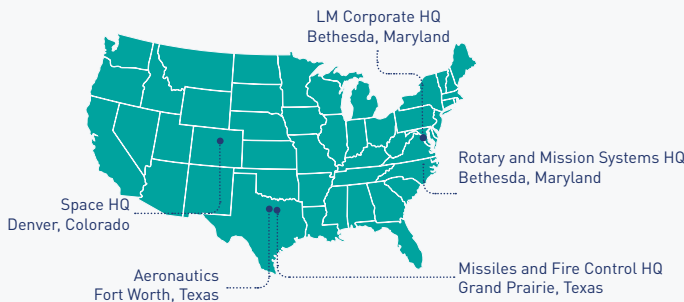 LM Corporate HQ
Bethesda, Maryland
Rotary and Mission Systems HQ
Bethesda, Maryland
Space HQ
Denver, Colorado
Aeronautics
Fort Worth, Texas
Missiles and Fire Control HQ
Grand Prairie, Texas